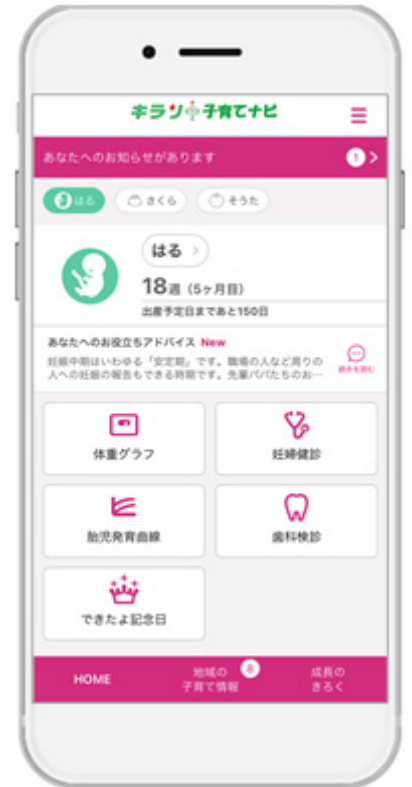 キラリ中子育てナビ
あなたへのお知らせがあります 1
はる さくら そうた
はる
18週 (5ヶ月目)
出産予定日まであと150日
あなたへのお役立ちアドバイス New
妊娠中期はいわゆる「安定期」です。職場の人など周りの
人への妊娠の報告もできる時期です。先輩パパたちのお…
続きを読む
体重グラフ 妊婦健診
胎児発育曲線 歯科検診
できたよ記念日
HOME 地域の 8 成長の
子育て情報 きろく